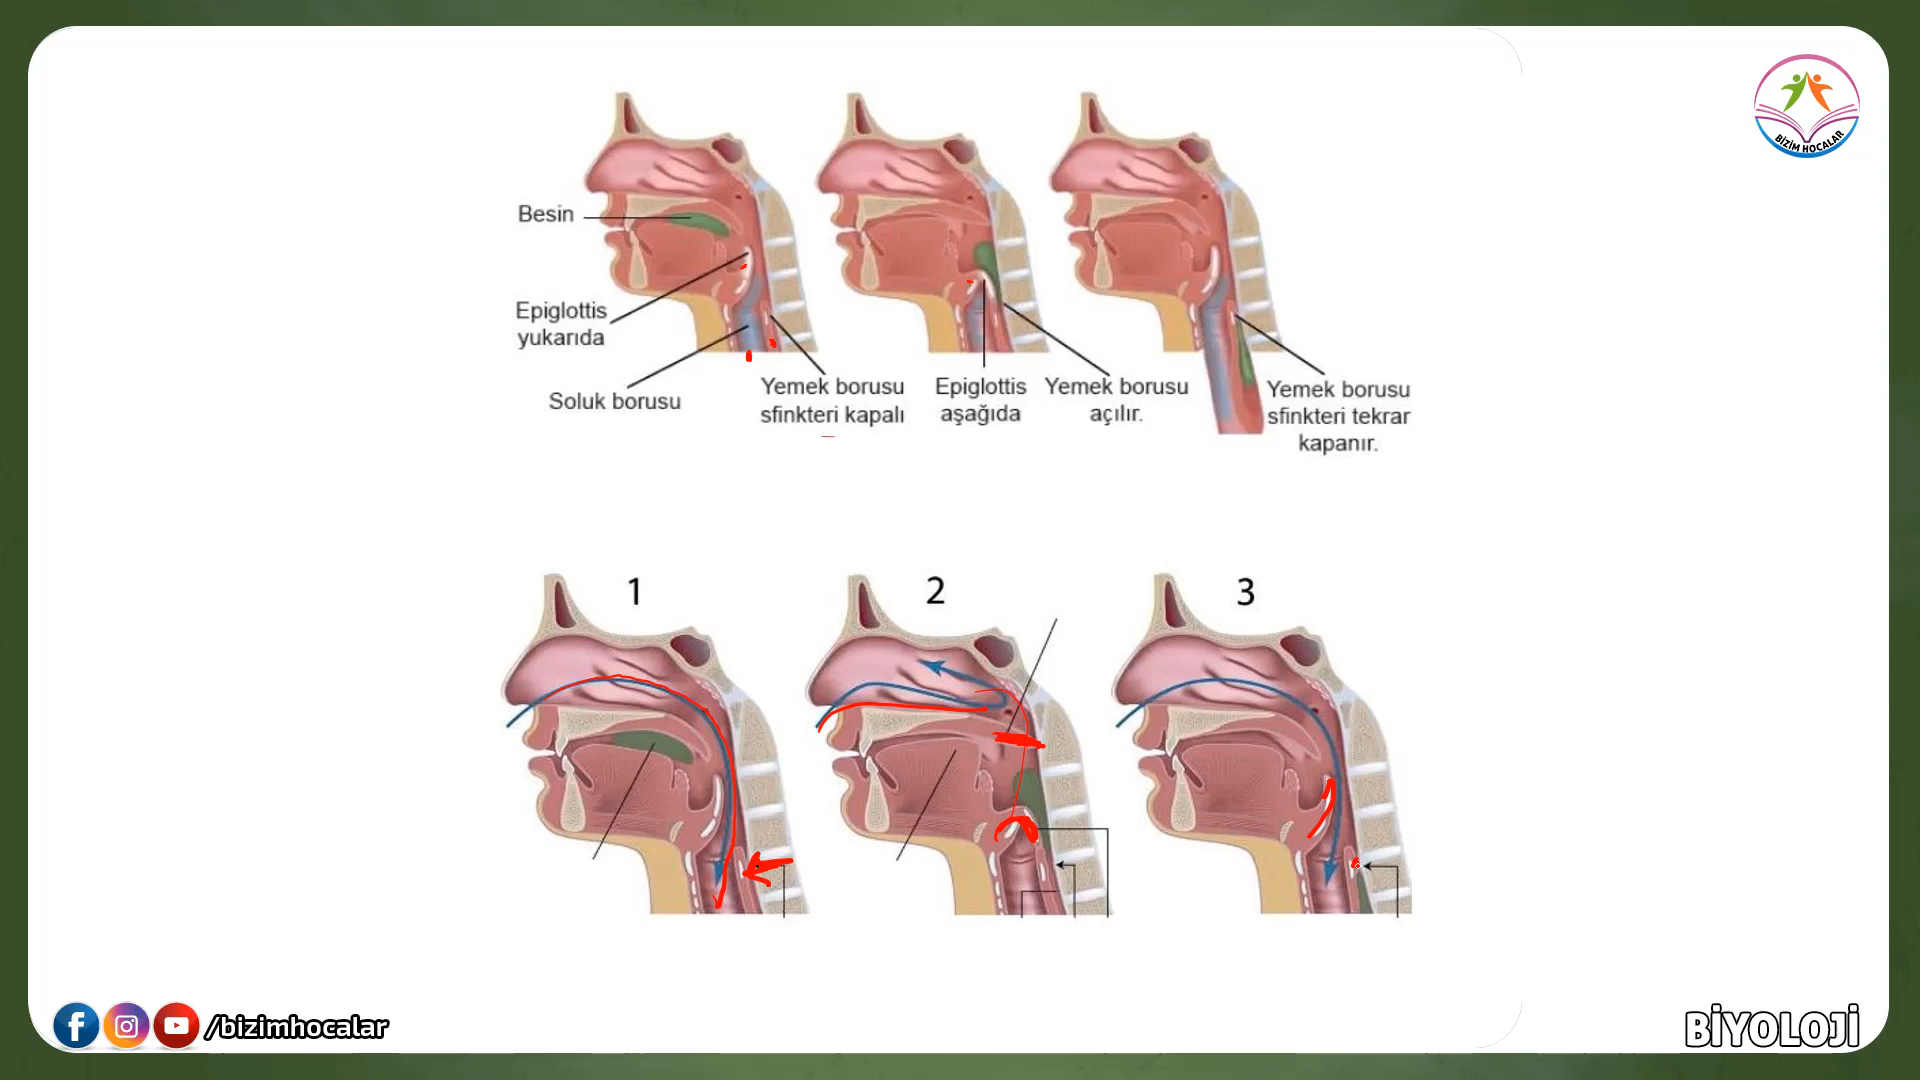 BİZİM HOCALAR
Besin
Epiglottis
yukarıda
Soluk borusu
Yemek borusu
sfinkteri kapalı
Epiglottis
aşağıda
Yemek borusu
açılır.
Yemek borusu
sfinkteri tekrar
kapanır.
1
2
3
/bizimhocalar
BİYOLOJİ